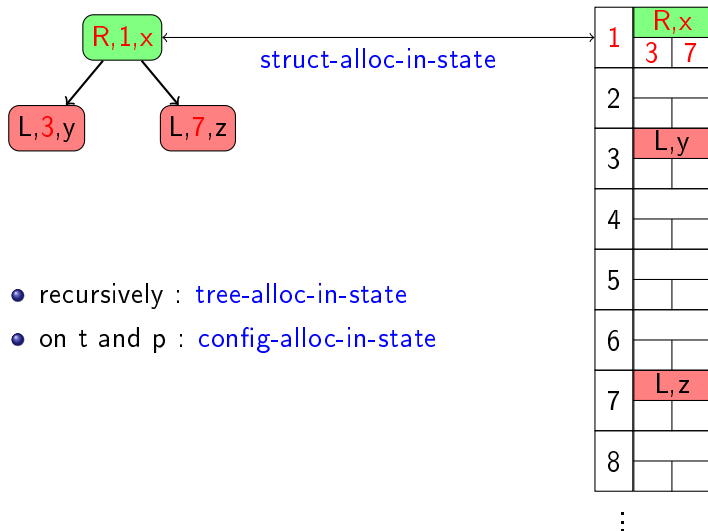 R,1,x
struct-alloc-in-state
L,3,y
L,7,z
recursively : tree-alloc-in-state
on t and p : config-alloc-in-state
1
R,x
3 7
2
3
L,y
4
5
6
7
L,z
8
⋮